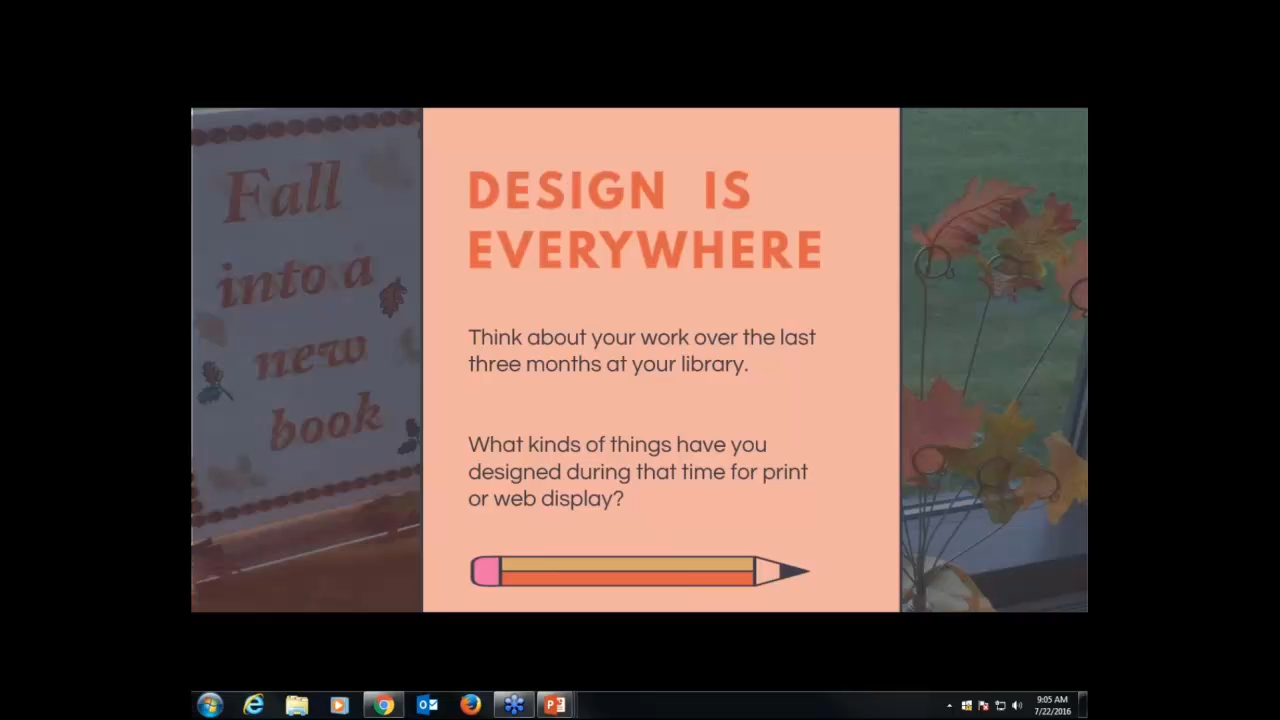 Fall
into a
new
book
DESIGN IS
EVERYWHERE
Think about your work over the last
three months at your library.
What kinds of things have you
designed during that time for print
or web display?
9:05 AM
7/22/2016